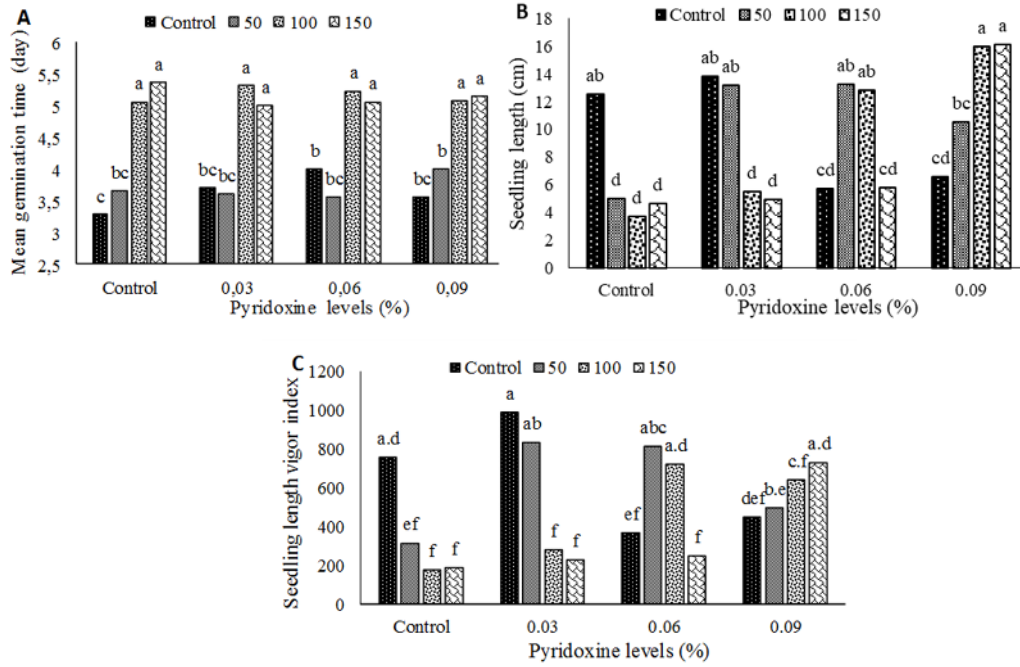 A
Control 50 100 150
Mean germination time (day)
6
5,5
5
4,5
4
3,5
3
2,5
c bc a a
bc bc a a
b bc a a
bc b a a
Control 0,03 0,06 0,09
Pyridoxine levels (%)
B
Control 50 100 150
Seedling length (cm)
18
16
14
12
10
8
6
4
2
0
ab d d d
ab ab d d
cd ab ab cd
cd bc a a
Control 0.03 0.06 0.09
Pyridoxine levels (%)
C
Control 50 100 150
Seedling length vigor index
1200
1000
800
600
400
200
0
a.d ef f f
a ab f f
ef abc a.d f
def b.e c.f a.d
Control 0.03 0.06 0.09
Pyridoxine levels (%)